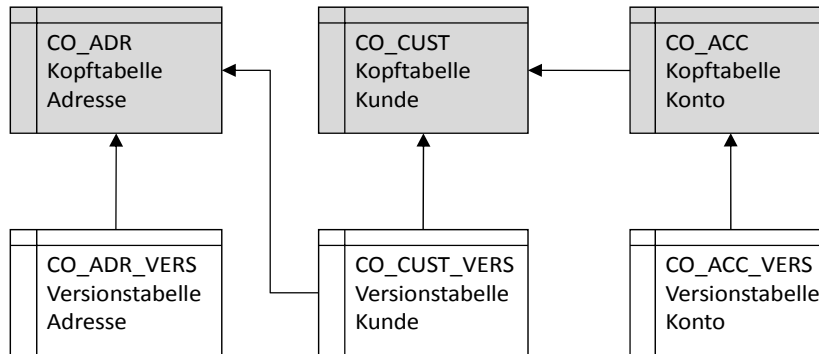 CO_ADR
Kopftabelle
Adresse
CO_CUST
Kopftabelle
Kunde
CO_ACC
Kopftabelle
Konto
CO_ADR_VERS
Versionstabelle
Adresse
CO_CUST_VERS
Versionstabelle
Kunde
CO_ACC_VERS
Versionstabelle
Konto